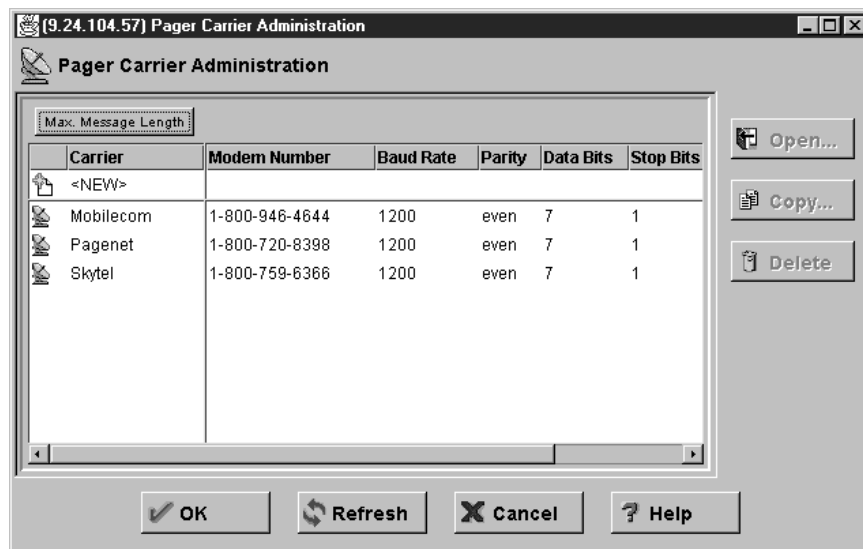 (9.24.104.57) Pager Carrier Administration
Pager Carrier Administration
Max. Message Length
Carrier Modem Number Baud Rate Parity Data Bits Stop Bits
<NEW>
Mobilecom 1-800-946-4644 1200 even 7 1
Pagenet 1-800-720-8398 1200 even 7 1
Skytel 1-800-759-6366 1200 even 7 1
Open...
Copy...
Delete
OK Refresh Cancel Help